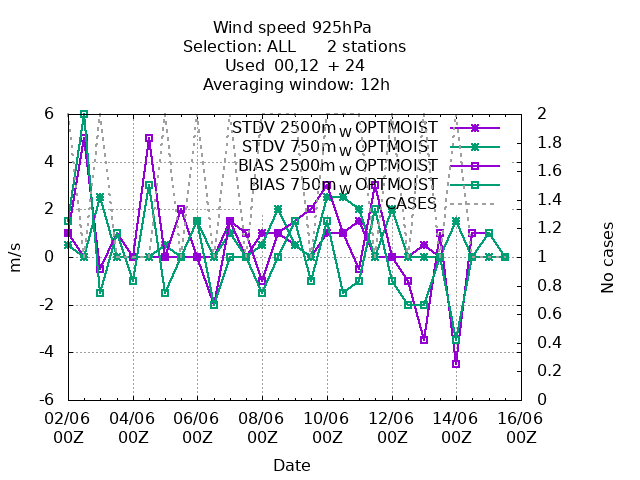 Wind speed 925hPa
Selection: ALL 2 stations
Used 00,12 + 24
Averaging window: 12h
STDV 2500m W OPTMOIST
STDV 750m W OPTMOIST
BIAS 2500m W OPTMOIST
BIAS 750m W OPTMOIST
CASES
6
4
2
0
-2
-4
-6
m/s
2
1.8
1.6
1.4
1.2
1
0.8
0.6
0.4
0.2
0
No cases
02/06 04/06 06/06 08/06 10/06 12/06 14/06 16/06
00Z 00Z 00Z 00Z 00Z 00Z 00Z 00Z
Date